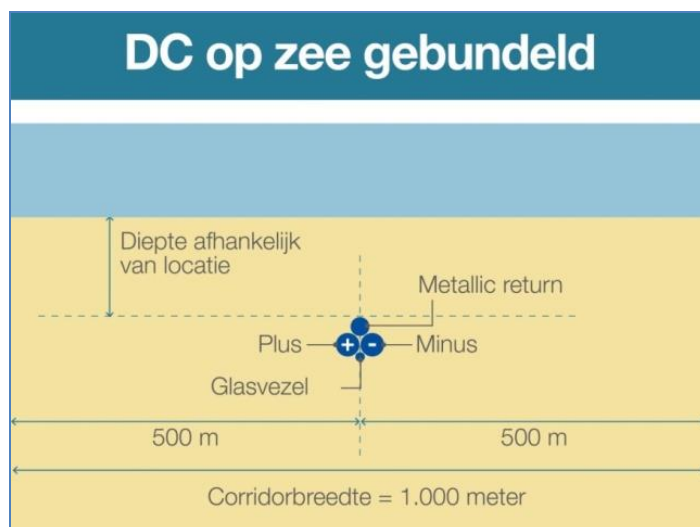 DC op zee gebundeld
Diepte afhankelijk
van locatie
Metallic return
Plus
+
-
Minus
Glasvezel
500 m
500 m
Corridorbreedte = 1.000 meter